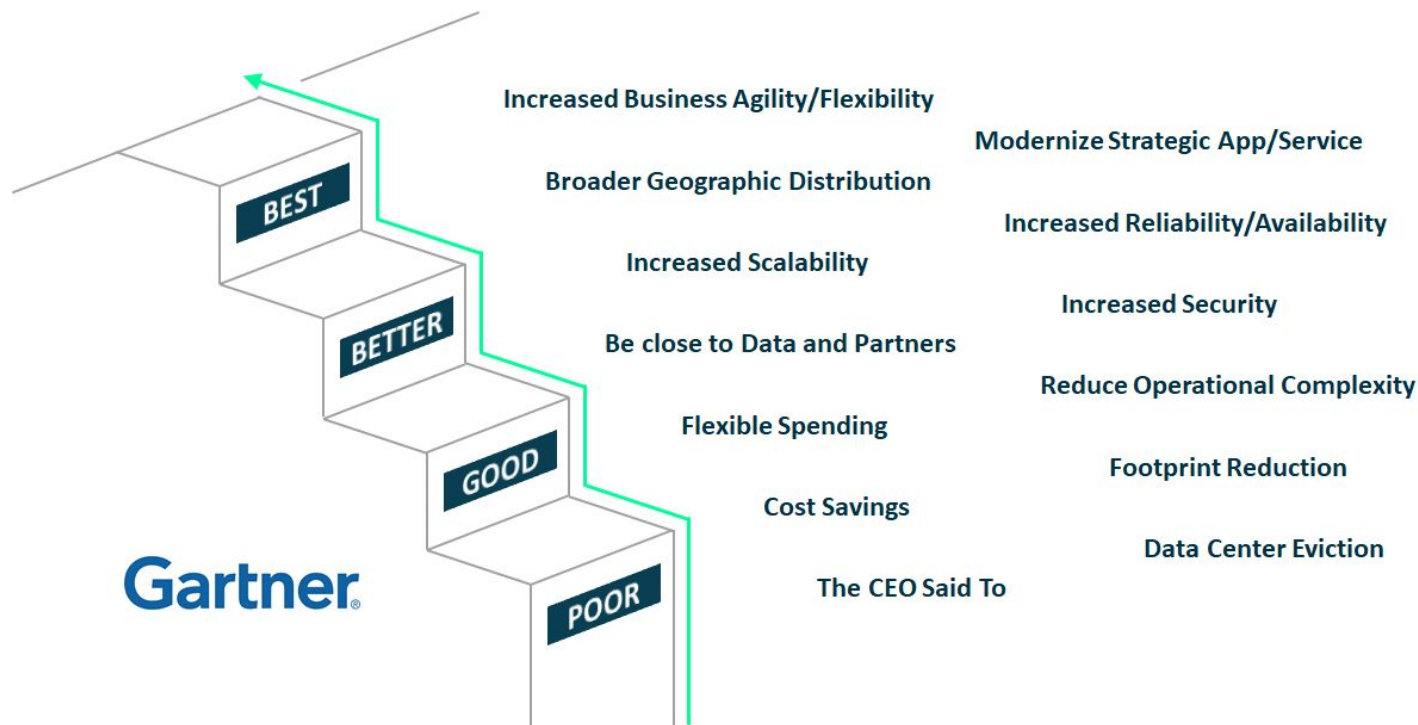 Increased Business Agility/Flexibility
Modernize Strategic App/Service
Broader Geographic Distribution
BEST
Increased Reliability/Availability
Increased Scalability
Increased Security
BETTER
Be close to Data and Partners
Reduce Operational Complexity
Flexible Spending
GOOD
Footprint Reduction
Cost Savings
Data Center Eviction
Gartner®
The CEO Said To
POOR